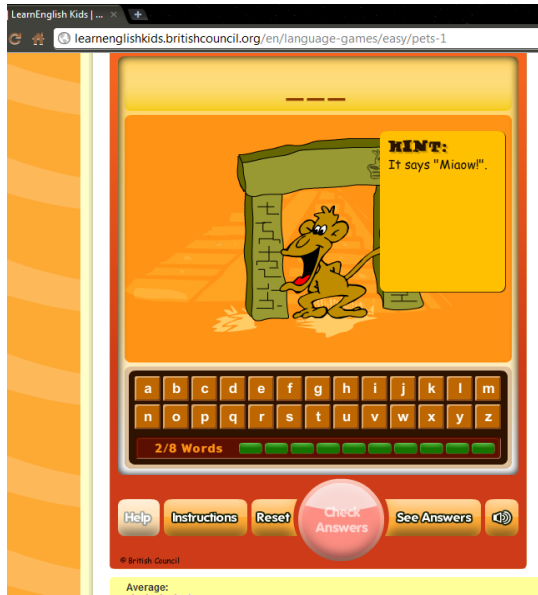 | LearnEnglish Kids | ...
learnenglishkids.britishcouncil.org/en/language-games/easy/pets-1
HINT:
It says "Miaow!".
a b c d e f g h i j k l m
n o p q r s t u v w x y z
2/8 Words
Help Instructions Reset Check Answers See Answers
© British Council
Average: